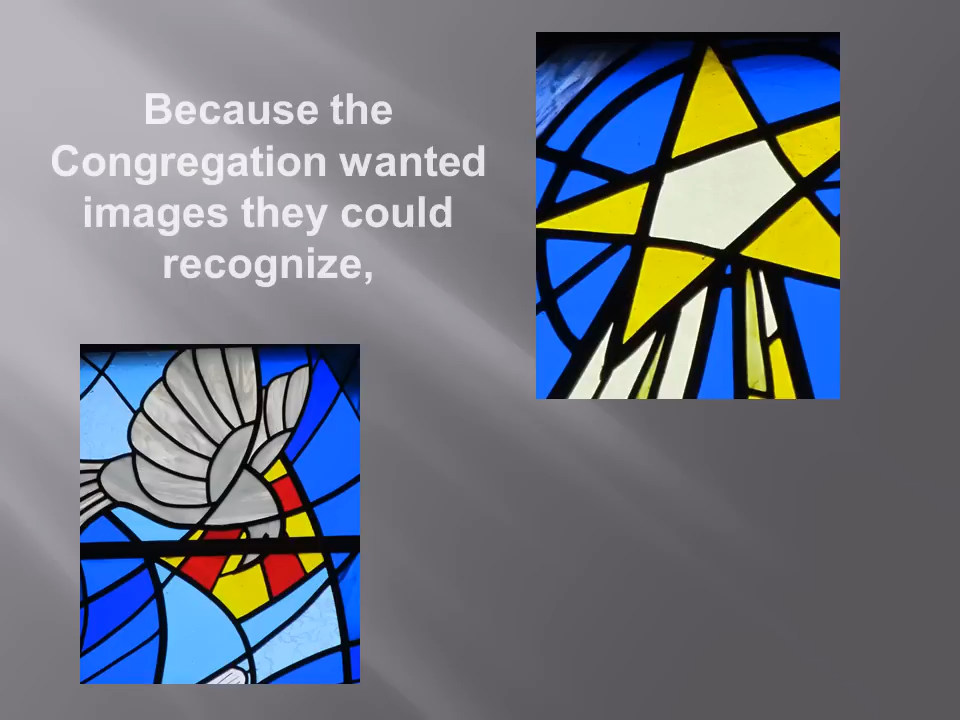 Because the
Congregation wanted
images they could
recognize,